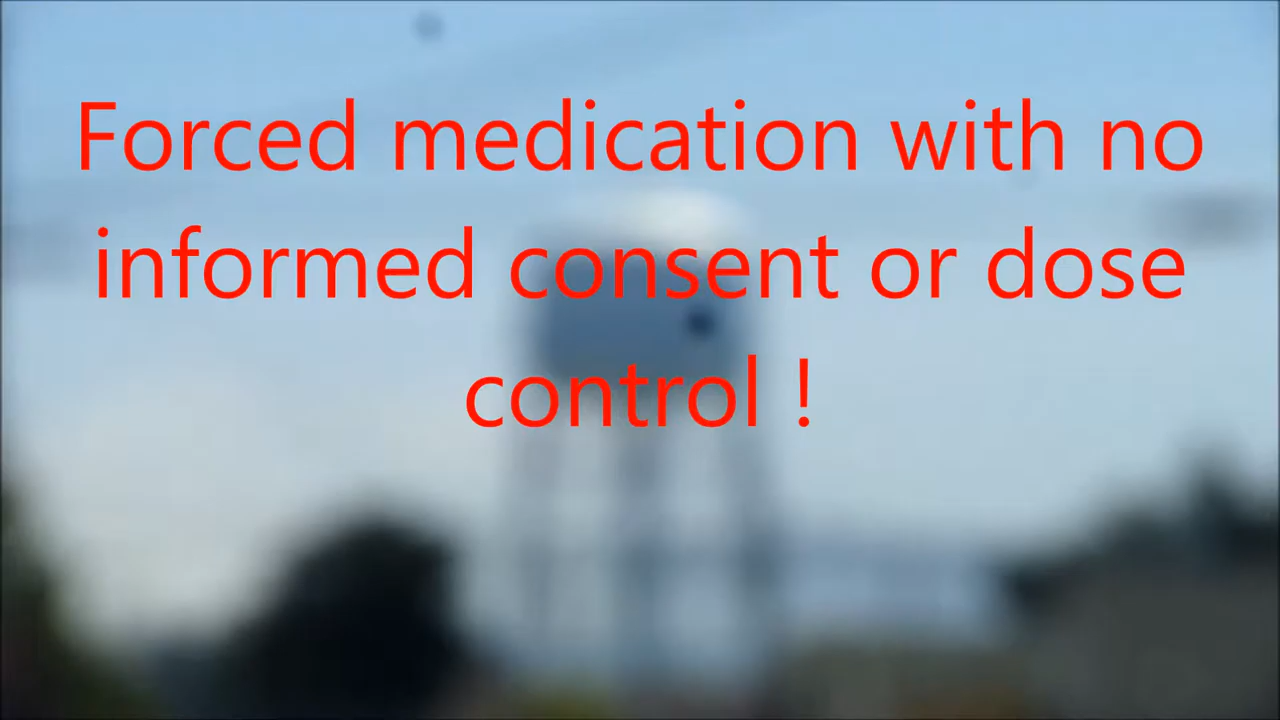 Forced medication with no
informed consent or dose
control !